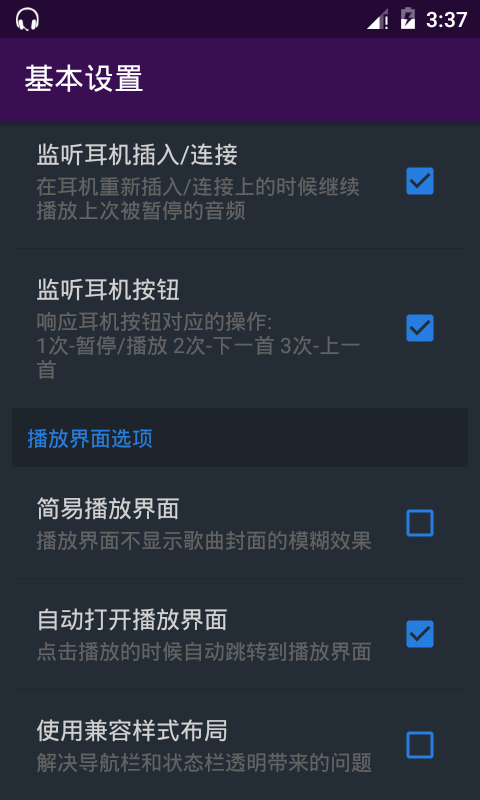 3:37
基本设置
监听耳机插入/连接
在耳机重新插入/连接上的时候继续
播放上次被暂停的音频
监听耳机按钮
响应耳机按钮对应的操作:
1次-暂停/播放 2次-下一首 3次-上一
首
播放界面选项
简易播放界面
播放界面不显示歌曲封面的模糊效果
自动打开播放界面
点击播放的时候自动跳转到播放界面
使用兼容样式布局
解决导航栏和状态栏透明带来的问题